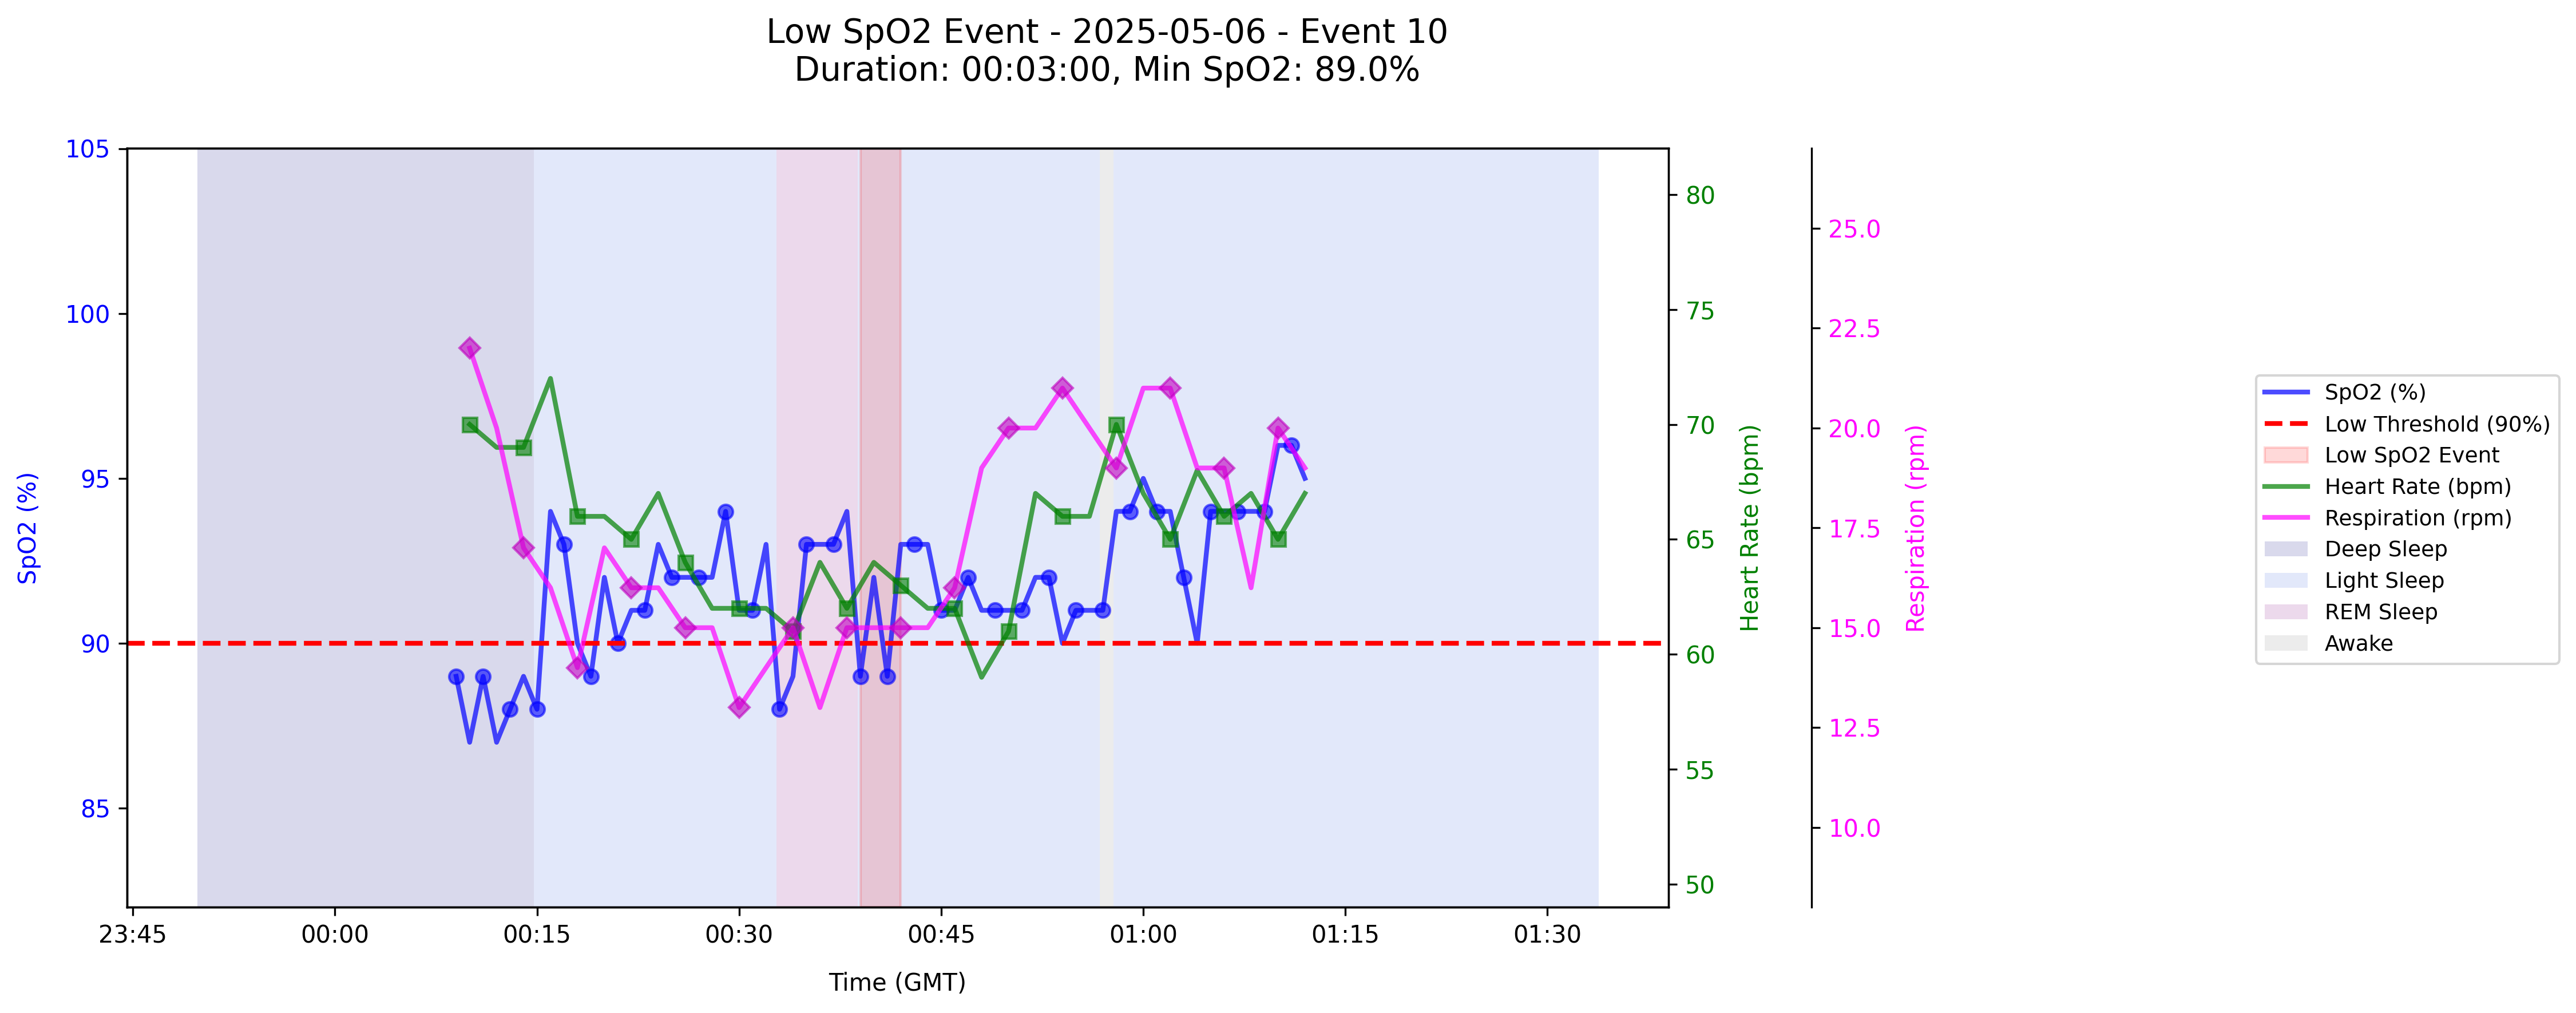 Low SpO2 Event - 2025-05-06 - Event 10
Duration: 00:03:00, Min SpO2: 89.0%
105
100
95
90
85
SpO2 (%)
80
75
70
65
60
55
50
Heart Rate (bpm)
25.0
22.5
20.0
17.5
15.0
12.5
10.0
Respiration (rpm)
SpO2 (%)
Low Threshold (90%)
Low SpO2 Event
Heart Rate (bpm)
Respiration (rpm)
Deep Sleep
Light Sleep
REM Sleep
Awake
23:45 00:00 00:15 00:30 00:45 01:00 01:15 01:30
Time (GMT)